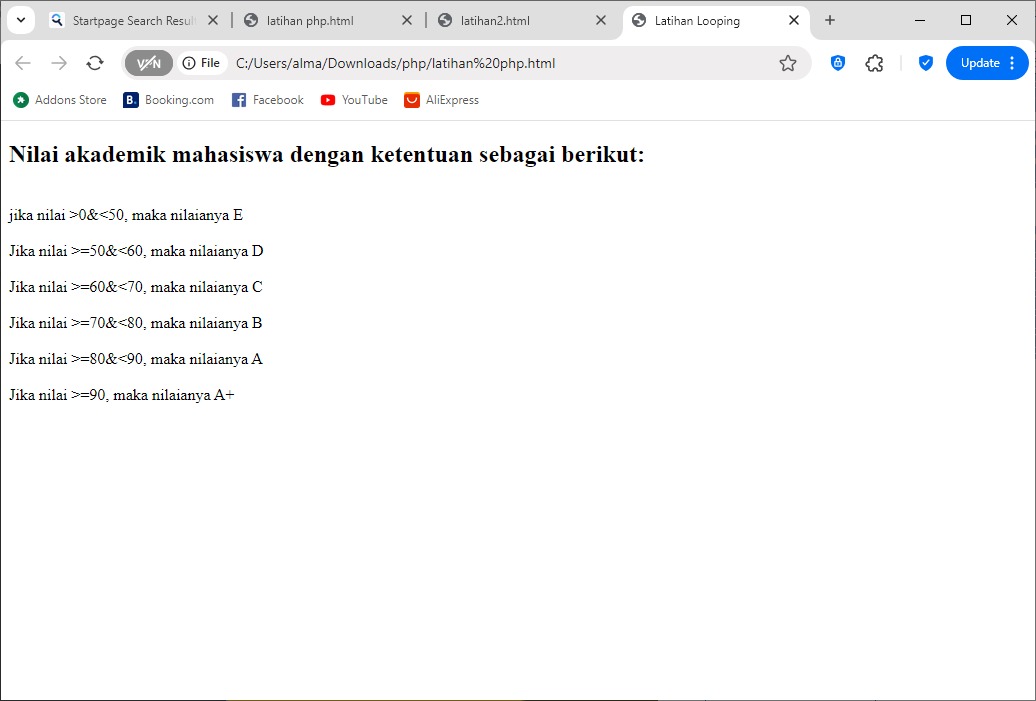 Startpage Search Resul
latihan php.html
latihan2.html
Latihan Looping
VPN
File
C:/Users/alma/Downloads/php/latihan%20php.html
Update
Addons Store
B.
Booking.com
Facebook
YouTube
AliExpress
Nilai akademik mahasiswa dengan ketentuan sebagai berikut:
jika nilai >0&<50, maka nilaianya E
Jika nilai >=50&<60, maka nilaianya D
Jika nilai >=60&<70, maka nilaianya C
Jika nilai >=70&<80, maka nilaianya B
Jika nilai >=80&<90, maka nilaianya A
Jika nilai >=90, maka nilaianya A+